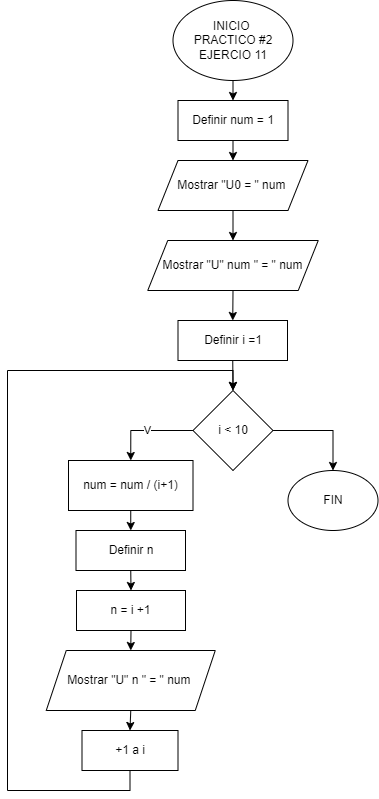 INICIO
PRACTICO #2
EJERCIO 11
Definir num = 1
Mostrar "U0 = " num
Mostrar "U" num " = " num
Definir i =1
i < 10
V
num = num / (i+1)
FIN
Definir n
n = i +1
Mostrar "U" n " = " num
+1 a i